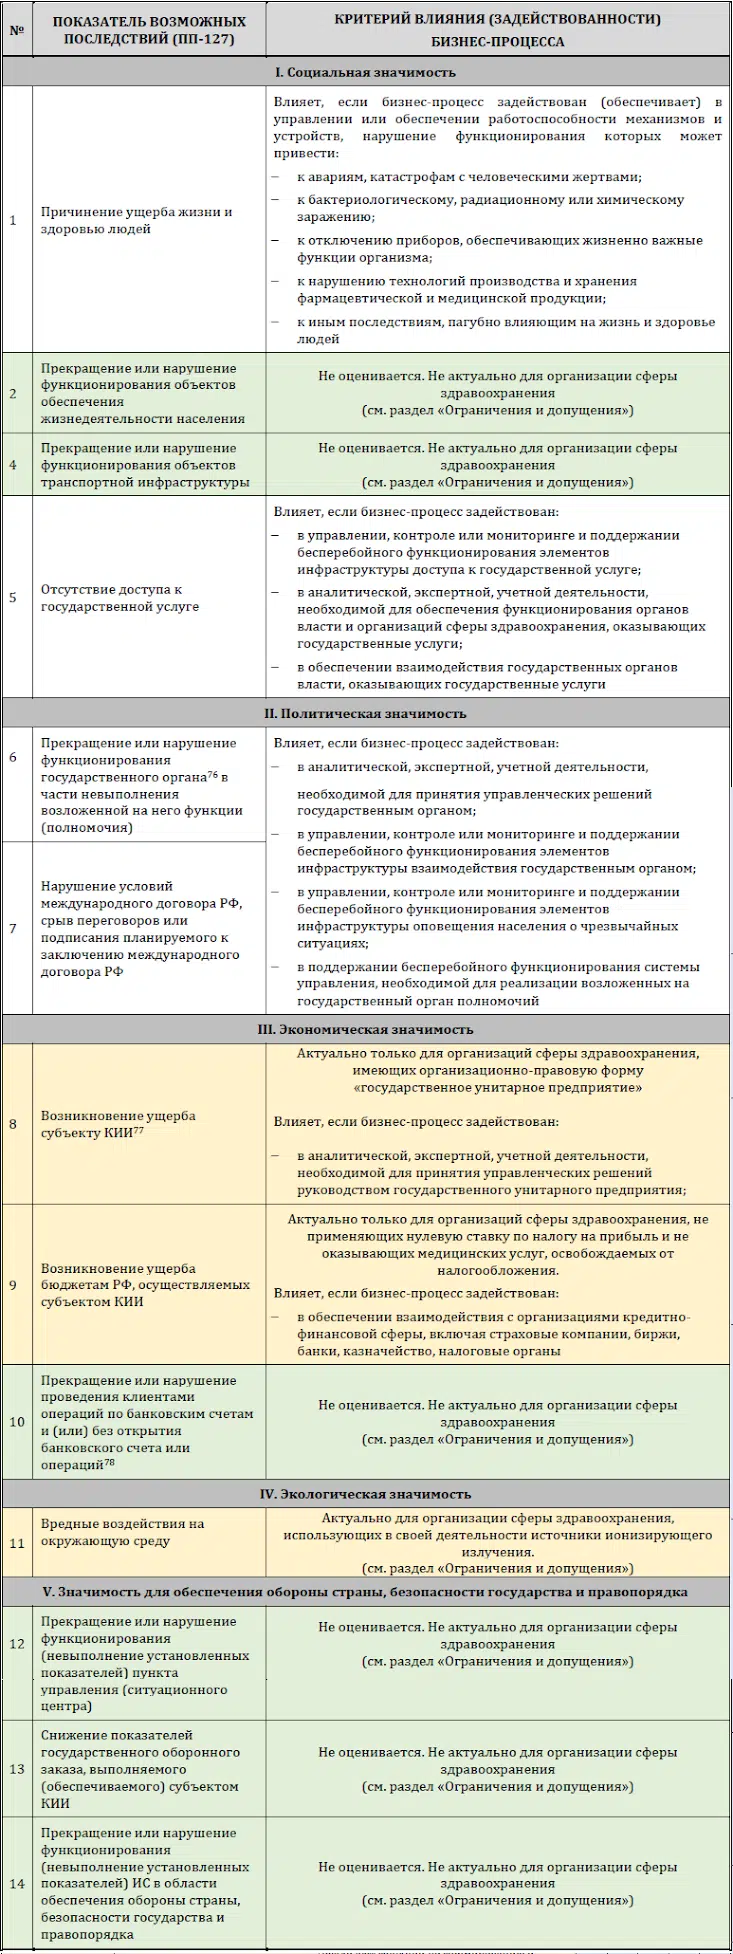 №
ПОКАЗАТЕЛЬ ВОЗМОЖНЫХ
ПОСЛЕДСТВИЙ (ПП-127)
КРИТЕРИЙ ВЛИЯНИЯ (ЗАДЕЙСТВОВАННОСТИ)
БИЗНЕС-ПРОЦЕССА
I. Социальная значимость
1
Причинение ущерба жизни и
здоровью людей
Влияет, если бизнес-процесс задействован (обеспечивает) в
управлении или обеспечении работоспособности механизмов и
устройств, нарушение функционирования которых может
привести:
– к авариям, катастрофам с человеческими жертвами;
– к бактериологическому, радиационному или химическому
заражению;
– к отключению приборов, обеспечивающих жизненно важные
функции организма;
– к нарушению технологий производства и хранения
фармацевтической и медицинской продукции;
– к иным последствиям, пагубно влияющим на жизнь и здоровье
людей
2
Прекращение или нарушение
функционирования объектов
обеспечения
жизнедеятельности населения
Не оценивается. Не актуально для организации сферы
здравоохранения
(см. раздел «Ограничения и допущения»)
4
Прекращение или нарушение
функционирования объектов
транспортной инфраструктуры
Не оценивается. Не актуально для организации сферы
здравоохранения
(см. раздел «Ограничения и допущения»)
5
Отсутствие доступа к
государственной услуге
Влияет, если бизнес-процесс задействован:
– в управлении, контроле или мониторинге и поддержании
бесперебойного функционирования элементов
инфраструктуры доступа к государственной услуге;
– в аналитической, экспертной, учетной деятельности,
необходимой для обеспечения функционирования органов
власти и организаций сферы здравоохранения, оказывающих
государственные услуги;
– в обеспечении взаимодействия государственных органов
власти, оказывающих государственные услуги
II. Политическая значимость
6
Прекращение или нарушение
функционирования
государственного органа76 в
части невыполнения
возложенной на него функции
(полномочия)
7
Нарушение условий
международного договора РФ,
срыв переговоров или
подписания планируемого к
заключению международного
договора РФ
Влияет, если бизнес-процесс задействован:
– в аналитической, экспертной, учетной деятельности,
необходимой для принятия управленческих решений
государственным органом;
– в управлении, контроле или мониторинге и поддержании
бесперебойного функционирования элементов
инфраструктуры взаимодействия государственным органом;
– в управлении, контроле или мониторинге и поддержании
бесперебойного функционирования элементов
инфраструктуры оповещения населения о чрезвычайных
ситуациях;
– в поддержании бесперебойного функционирования системы
управления, необходимой для реализации возложенных на
государственный орган полномочий
III. Экономическая значимость
8
Возникновение ущерба
субъекту КИИ77
Актуально только для организаций сферы здравоохранения,
имеющих организационно-правовую форму
«государственное унитарное предприятие»
Влияет, если бизнес-процесс задействован:
– в аналитической, экспертной, учетной деятельности,
необходимой для принятия управленческих решений
руководством государственного унитарного предприятия;
9
Возникновение ущерба
бюджетам РФ, осуществляемых
субъектом КИИ
Актуально только для организаций сферы здравоохранения, не
применяющих нулевую ставку по налогу на прибыль и не
оказывающих медицинских услуг, освобождаемых от
налогообложения.
Влияет, если бизнес-процесс задействован:
– в обеспечении взаимодействия с организациями кредитно-
финансовой сферы, включая страховые компании, биржи,
банки, казначейство, налоговые органы
10
Прекращение или нарушение
проведения клиентами
операций по банковским счетам
и (или) без открытия
банковского счета или
операций78
Не оценивается. Не актуально для организации сферы
здравоохранения
(см. раздел «Ограничения и допущения»)
IV. Экологическая значимость
11
Вредные воздействия на
окружающую среду
Актуально для организации сферы здравоохранения,
использующих в своей деятельности источники ионизирующего
излучения.
(см. раздел «Ограничения и допущения»)
V. Значимость для обеспечения обороны страны, безопасности государства и правопорядка
12
Прекращение или нарушение
функционирования
(невыполнение установленных
показателей) пункта
управления (ситуационного
центра)
Не оценивается. Не актуально для организации сферы
здравоохранения
(см. раздел «Ограничения и допущения»)
13
Снижение показателей
государственного оборонного
заказа, выполняемого
(обеспечиваемого) субъектом
КИИ
Не оценивается. Не актуально для организации сферы
здравоохранения
(см. раздел «Ограничения и допущения»)
14
Прекращение или нарушение
функционирования
(невыполнение установленных
показателей) ИС в области
обеспечения обороны страны,
безопасности государства и
правопорядка
Не оценивается. Не актуально для организации сферы
здравоохранения
(см. раздел «Ограничения и допущения»)